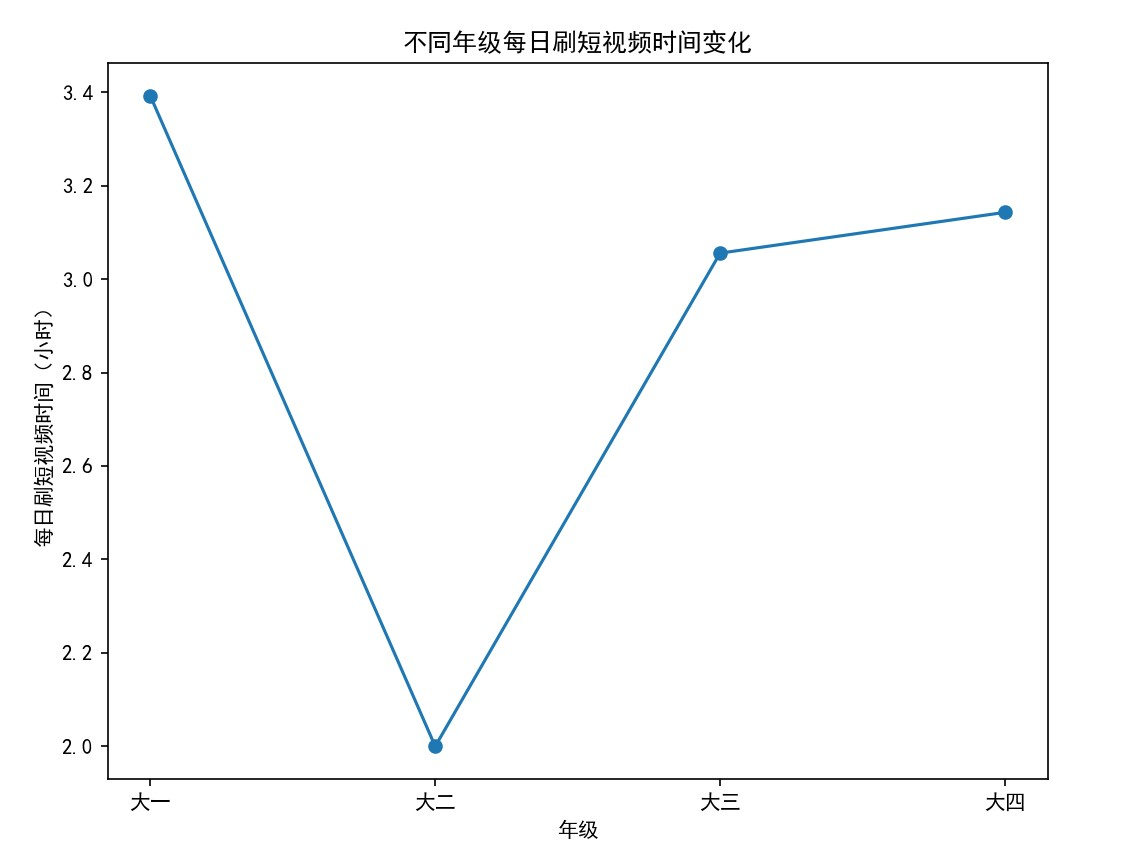 不同年级每日刷短视频时间变化
3.4
3.2
3.0
2.8
2.6
2.4
2.2
2.0
每日刷短视频时间（小时）
大一
大二
大三
大四
年级